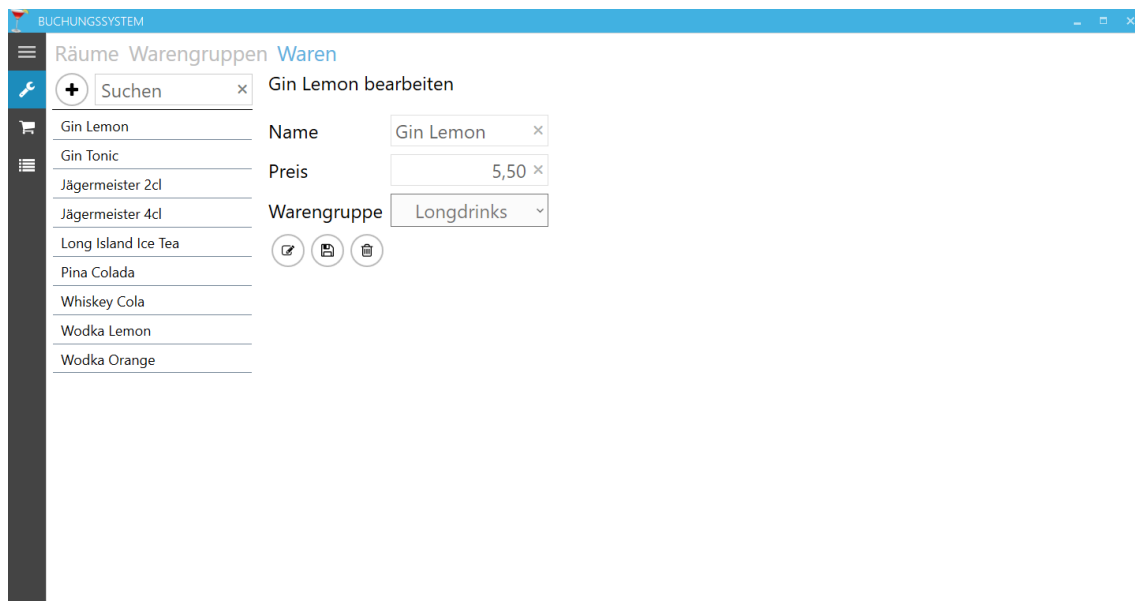 BUCHUNGSSYSTEM
Räume Warengruppen Waren
Suchen
Gin Lemon
Gin Tonic
Jägermeister 2cl
Jägermeister 4cl
Long Island Ice Tea
Pina Colada
Whiskey Cola
Wodka Lemon
Wodka Orange
Gin Lemon bearbeiten
Name Gin Lemon
Preis 5,50
Warengruppe Longdrinks